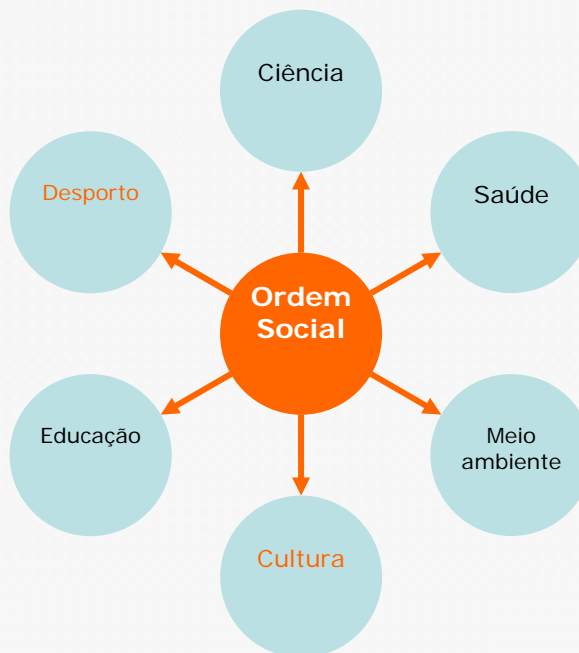 Ciência
Desporto
Saúde
Ordem
Social
Educação
Meio
ambiente
Cultura